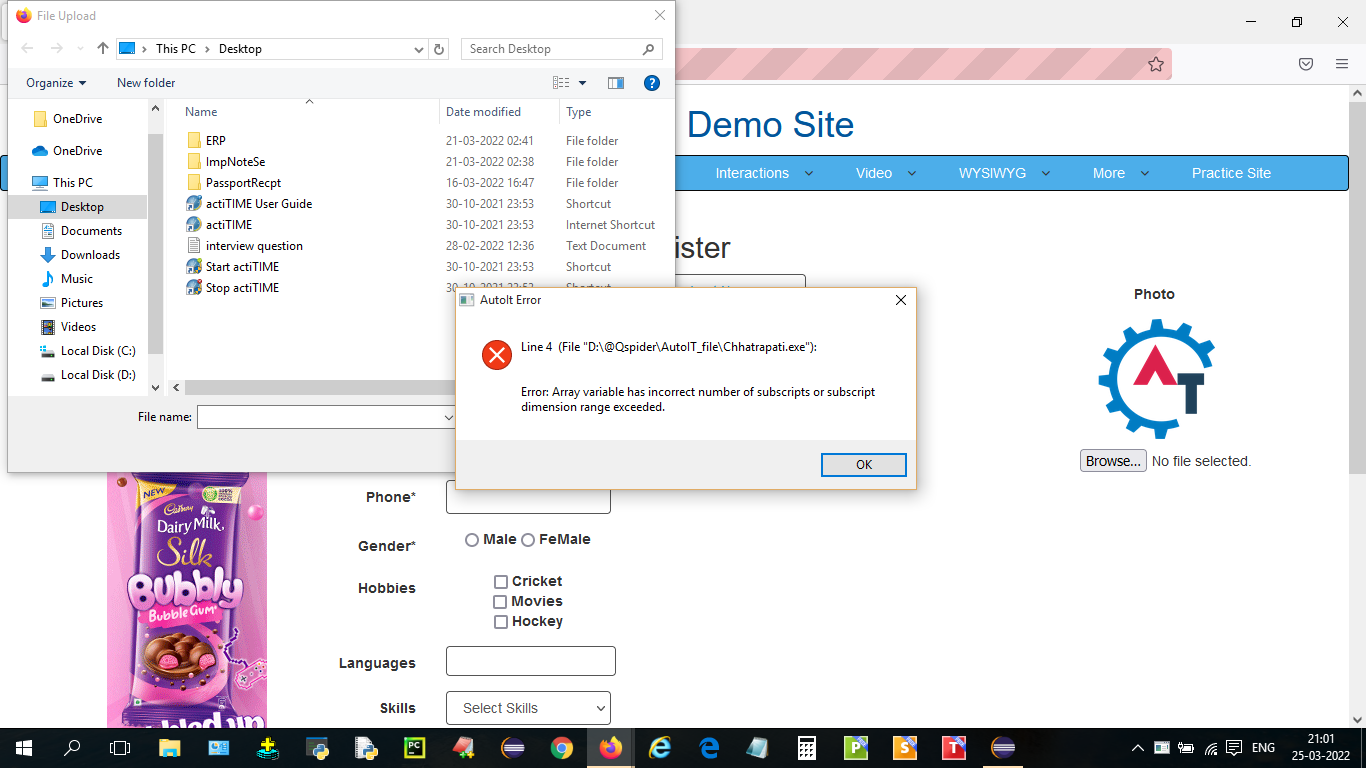 File Upload
This PC
Desktop
Search Desktop
Organize
New folder
OneDrive
OneDrive
This PC
Desktop
Documents
Downloads
Music
Pictures
Videos
Local Disk (C:)
Local Disk (D:)
Name Date modified Type
ERP 21-03-2022 02:41 File folder
ImpNoteSe 21-03-2022 02:38 File folder
PassportRecpt 16-03-2022 16:47 File folder
actiTIME User Guide 30-10-2021 23:53 Shortcut
actiTIME 30-10-2021 23:53 Internet Shortcut
interview question 28-02-2022 12:36 Text Document
Start actiTIME 30-10-2021 23:53 Shortcut
Stop actiTIME 30-10-2021 23:53 Shortcut
File name:
Demo Site
Interactions Video WYSIWYG More Practice Site
ister
AutoIt Error
Line 4 (File "D:\@Qspider\AutoIT_file\Chhatrapati.exe"):
Error: Array variable has incorrect number of subscripts or subscript
dimension range exceeded.
OK
Photo
Browse... No file selected.
Phone*
Gender*
Male FeMale
Hobbies
Cricket
Movies
Hockey
Languages
Skills
Select Skills
NEW
Cadbury
Dairy Milk
Silk
Bubbly
Bubble Gum
ENG
21:01
25-03-2022